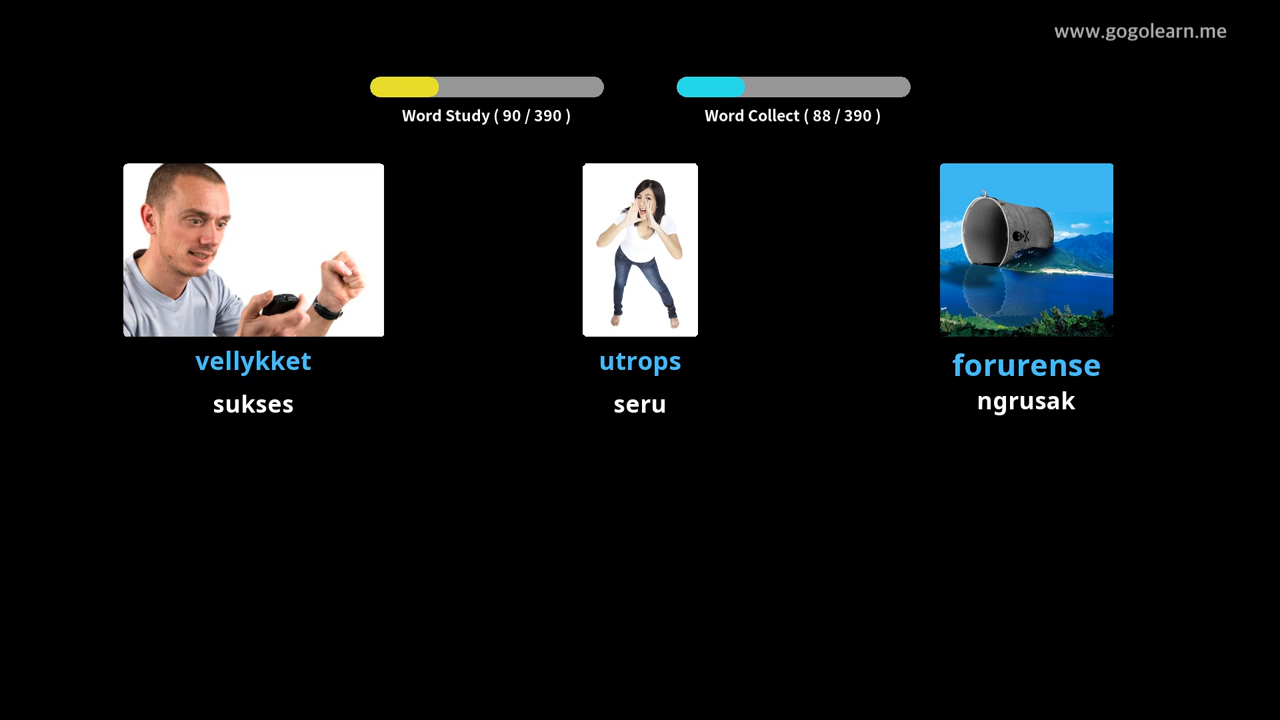 www.gogolearn.me
Word Study ( 90 / 390 )
Word Collect ( 88 / 390 )
vellykket
sukses
utrops
seru
forurense
ngrusak